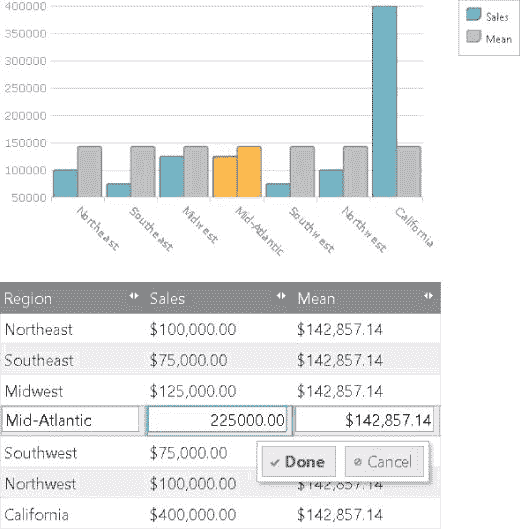 400000
350000
300000
250000
200000
150000
100000
50000
Sales
Mean
Northeast
Southeast
Midwest
Mid-Atlantic
Southwest
Northwest
California
Region Sales Mean
Northeast $100,000.00 $142,857.14
Southeast $75,000.00 $142,857.14
Midwest $125,000.00 $142,857.14
Mid-Atlantic 225000.00 $142,857.14
Southwest $75,000.00
Done Cancel
Northwest $100,000.00 $142,857.14
California $400,000.00 $142,857.14